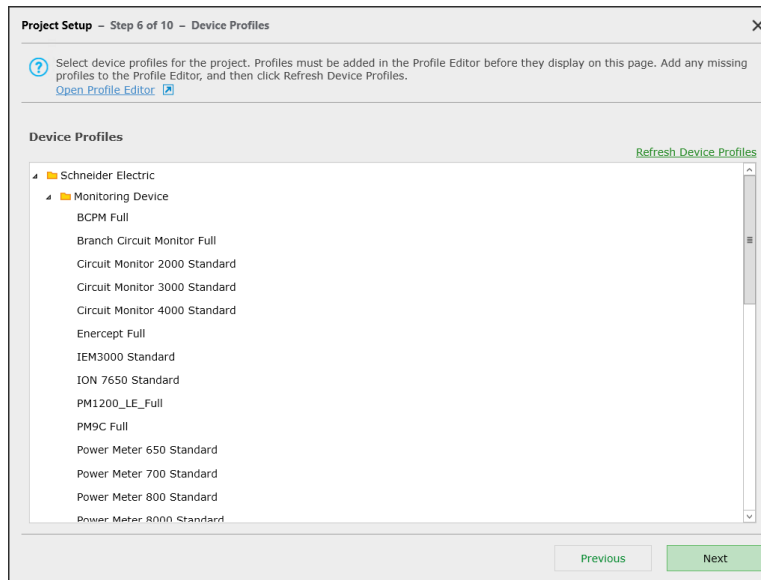 Project Setup – Step 6 of 10 – Device Profiles
Select device profiles for the project. Profiles must be added in the Profile Editor before they display on this page. Add any missing
profiles to the Profile Editor, and then click Refresh Device Profiles.
Open Profile Editor
Device Profiles
Refresh Device Profiles
Schneider Electric
Monitoring Device
BCPM Full
Branch Circuit Monitor Full
Circuit Monitor 2000 Standard
Circuit Monitor 3000 Standard
Circuit Monitor 4000 Standard
Enercept Full
IEM3000 Standard
ION 7650 Standard
PM1200_LE_Full
PM9C Full
Power Meter 650 Standard
Power Meter 700 Standard
Power Meter 800 Standard
Power Meter 8000 Standard
Previous
Next